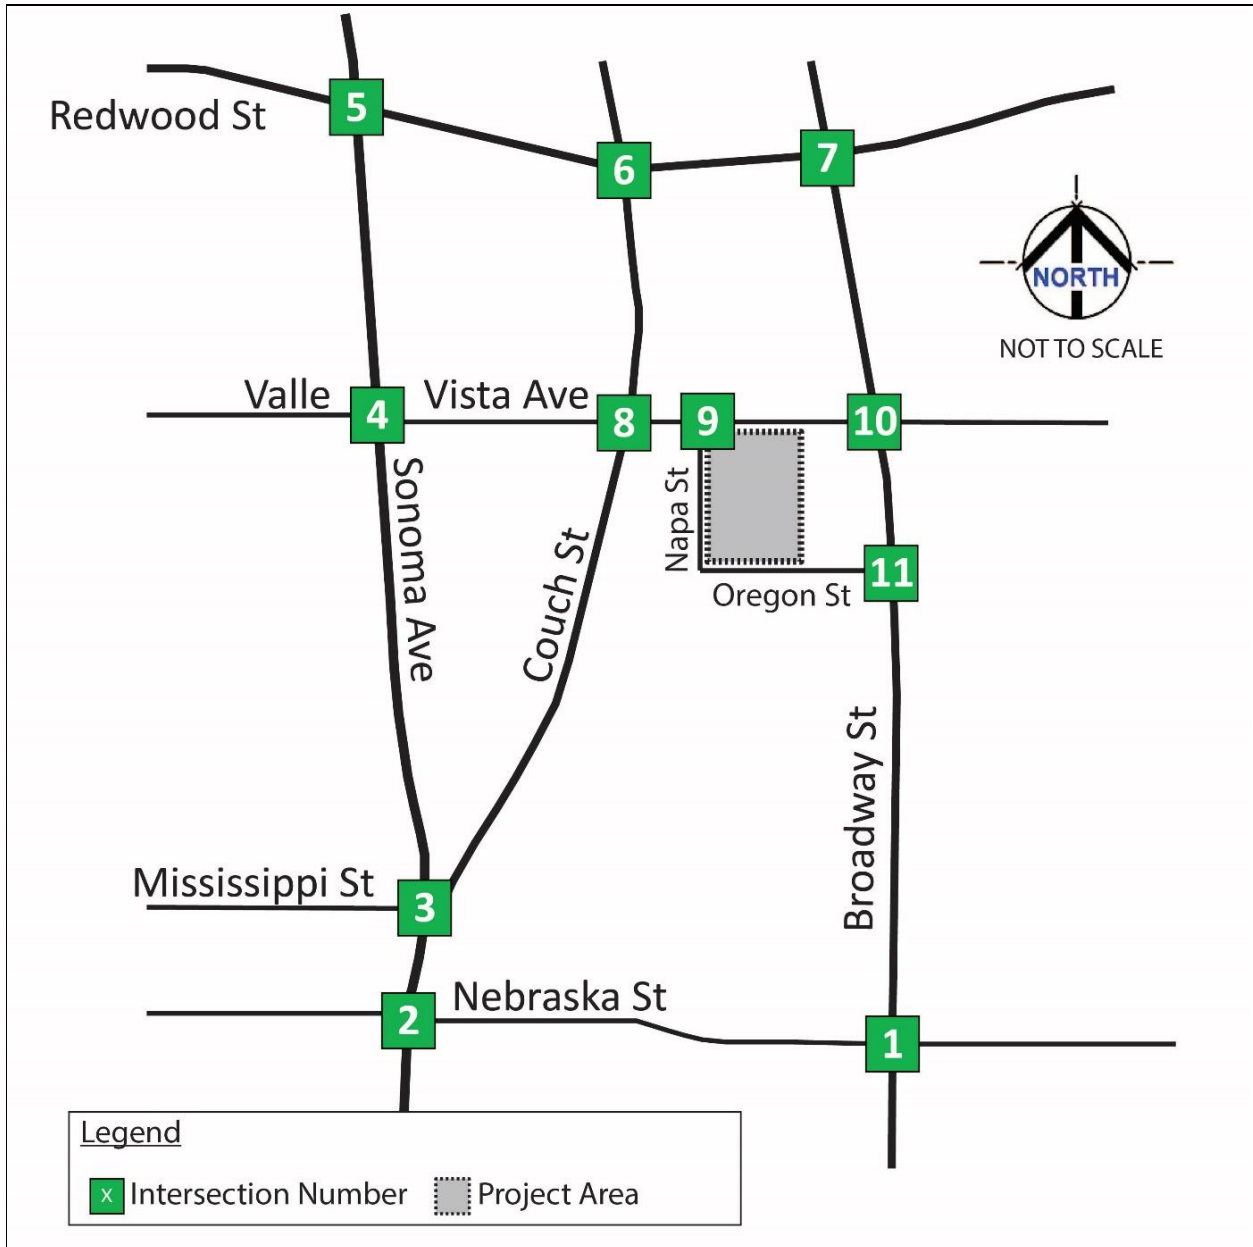 5
Redwood St
6
7
NORTH
NOT TO SCALE
Valle
4
Vista Ave
8
9
10
Sonoma Ave
Couch St
Napa St
11
Oregon St
Broadway St
Mississippi St
3
2
Nebraska St
1
Legend
X Intersection Number
Project Area